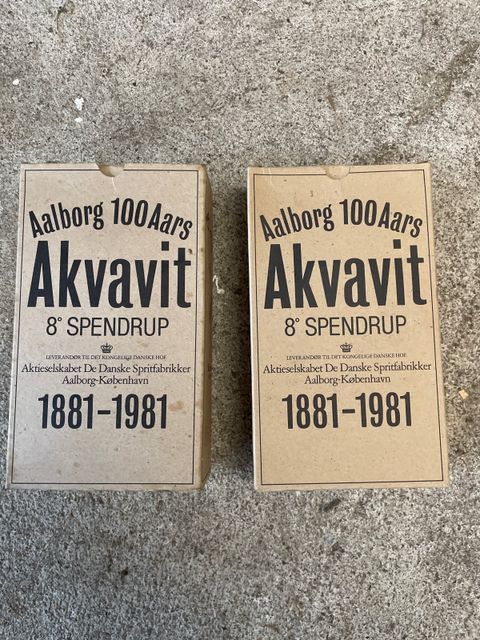 Aalborg 100 Aars
Akvavit
8° SPENDRUP
LEVERANDØR TIL DET KONGELIGE DANSKE HOF
Aktieselskabet De Danske Spritfabrikker
Aalborg-København
1881-1981
Aalborg 100 Aars
Akvavit
8° SPENDRUP
LEVERANDØR TIL DET KONGELIGE DANSKE HOF
Aktieselskabet De Danske Spritfabrikker
Aalborg-København
1881-1981